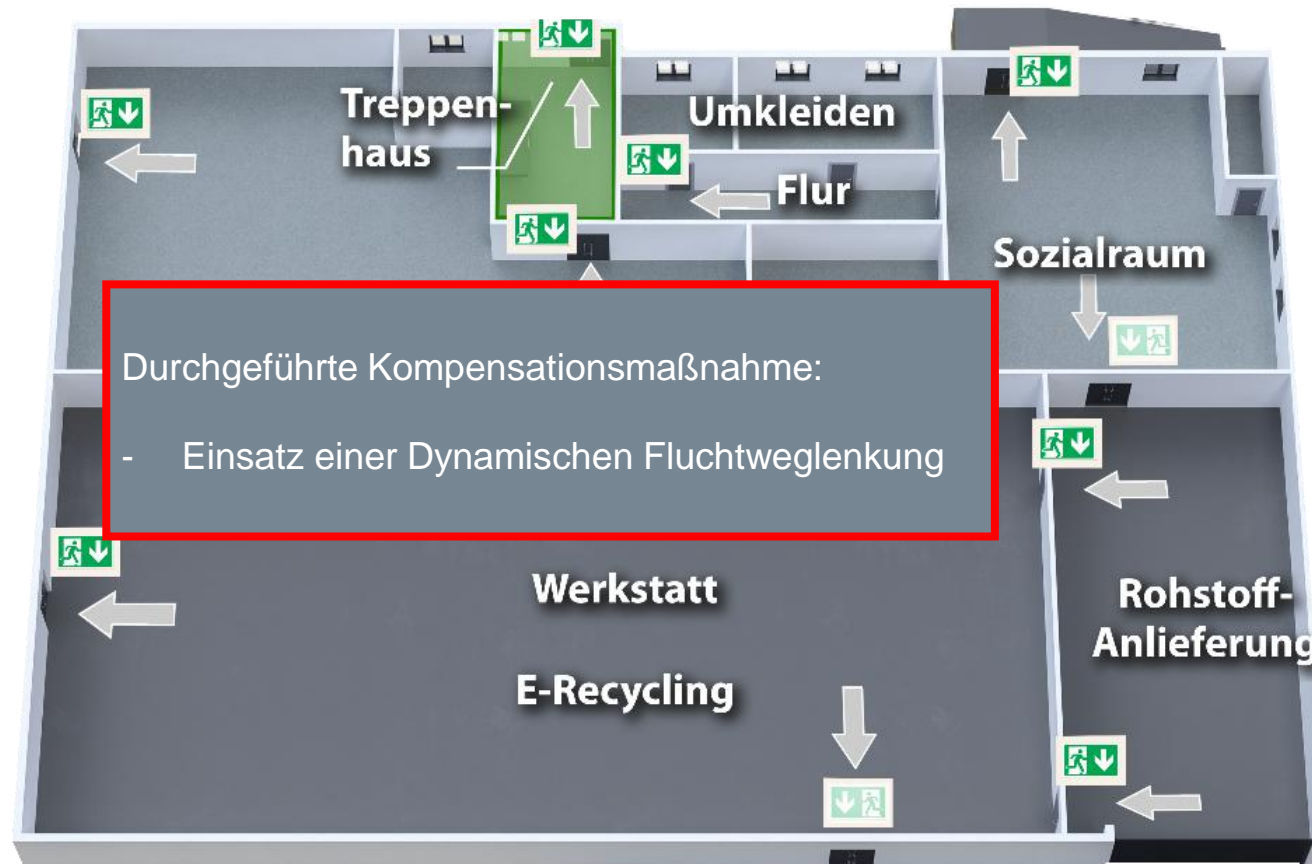 Treppen-
haus
Umkleiden
Flur
Sozialraum
Durchgeführte Kompensationsmaßnahme:
- Einsatz einer Dynamischen Fluchtweglenkung
Werkstatt
E-Recycling
Rohstoff-
Anlieferung